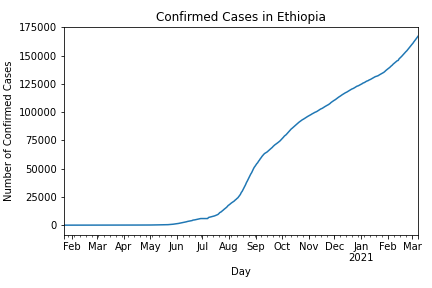 Confirmed Cases in Ethiopia
Number of Confirmed Cases
175000
150000
125000
100000
75000
50000
25000
0
Feb Mar Apr May Jun Jul Aug Sep Oct Nov Dec Jan Feb Mar
2021
Day